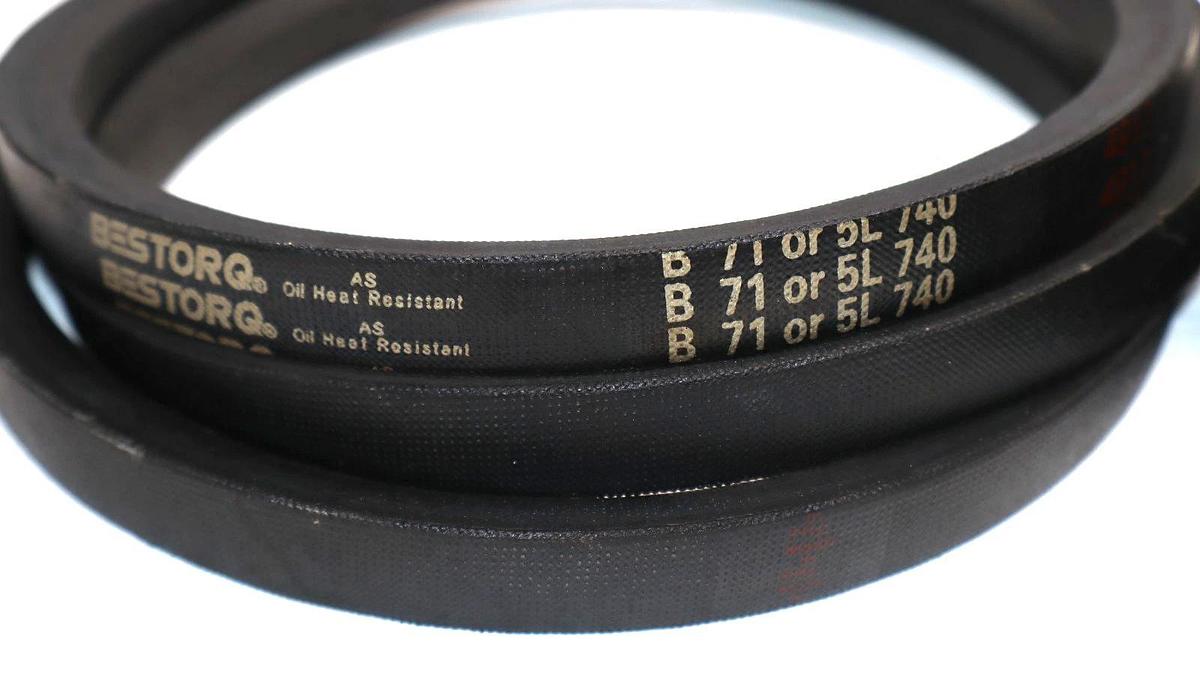 BESTORQ® AS Oil Heat Resistant B 71 or 5L 740
BESTORQ® AS Oil Heat Resistant B 71 or 5L 740
B 71 or 5L 740